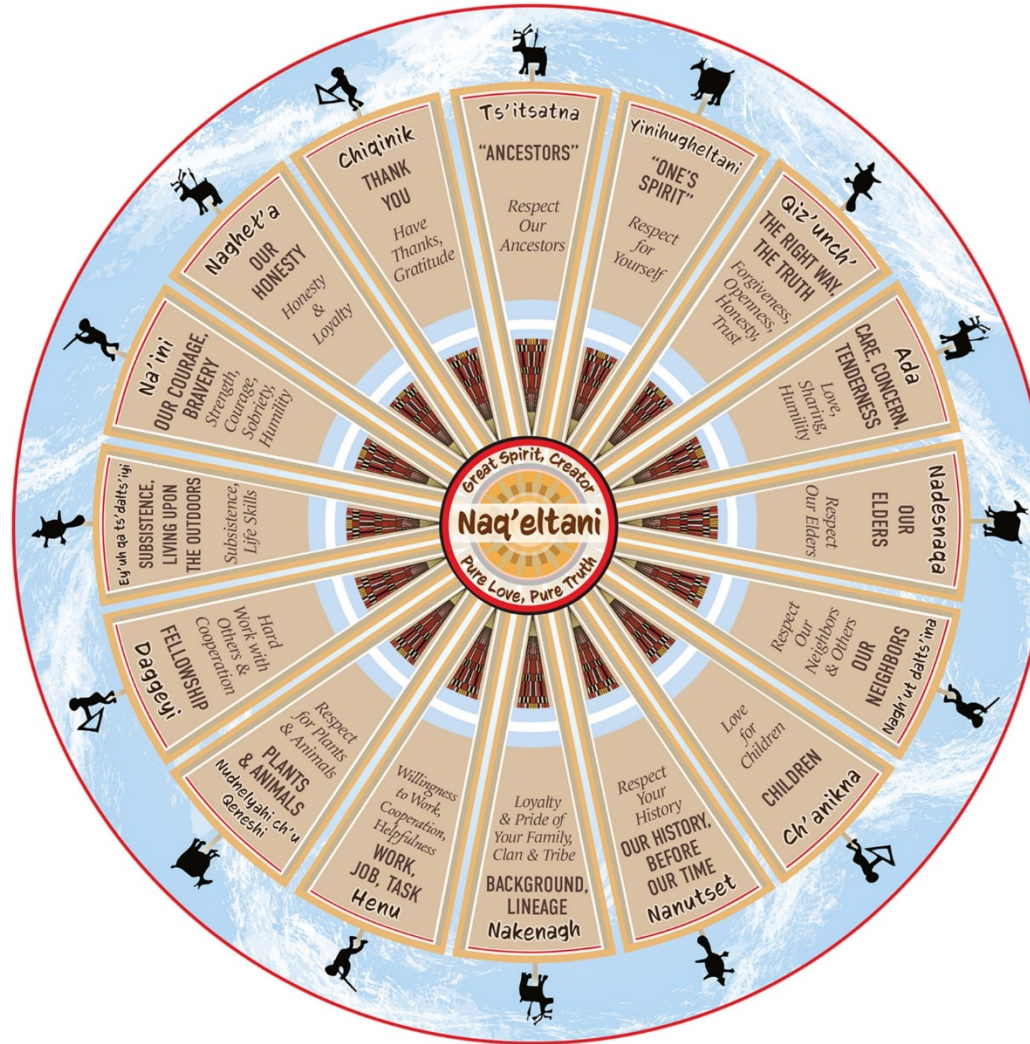 Great Spirit, Creator
Naq'eltani
Pure Love, Pure Truth
Ts'itsatna
"ANCESTORS"
Respect
Our
Ancestors
Yinihugheltani
"ONE'S
SPIRIT"
Respect
for
Yourself
Qiz'unch'
THE RIGHT WAY,
THE TRUTH
Forgiveness,
Openness,
Honesty,
Trust
Ada
CARE, CONCERN,
TENDERNESS
Love,
Sharing,
Humility
Nadesnaqa
OUR
ELDERS
Respect
Our Elders
Nagh'ut dalts'ina
OUR
NEIGHBORS
Respect
Our
Neighbors
& Others
Ch'anikna
CHILDREN
Love
for
Children
Respect
Your
History
OUR HISTORY,
BEFORE
OUR TIME
Nanutset
Loyalty
& Pride of
Your Family,
Clan & Tribe
BACKGROUND,
LINEAGE
Nakenagh
Willingness
to Work,
Cooperation,
Helpfulness
WORK,
JOB, TASK
Henu
Respect
for Plants
& Animals
PLANTS
& ANIMALS
Nudnelyahi ch'u
Qeneshi
Hard
Work with
Others &
Cooperation
FELLOWSHIP
Daggeyi
Ey'uh qa ts'dalts'iyi
SUBSISTENCE,
LIVING UPON
THE OUTDOORS
Subsistence,
Life Skills
Na'ini
OUR COURAGE,
BRAVERY
Strength,
Courage,
Sobriety,
Humility
Nagheł'a
OUR
HONESTY
Honesty
&
Loyalty
Chiqinik
THANK
YOU
Have
Thanks,
Gratitude